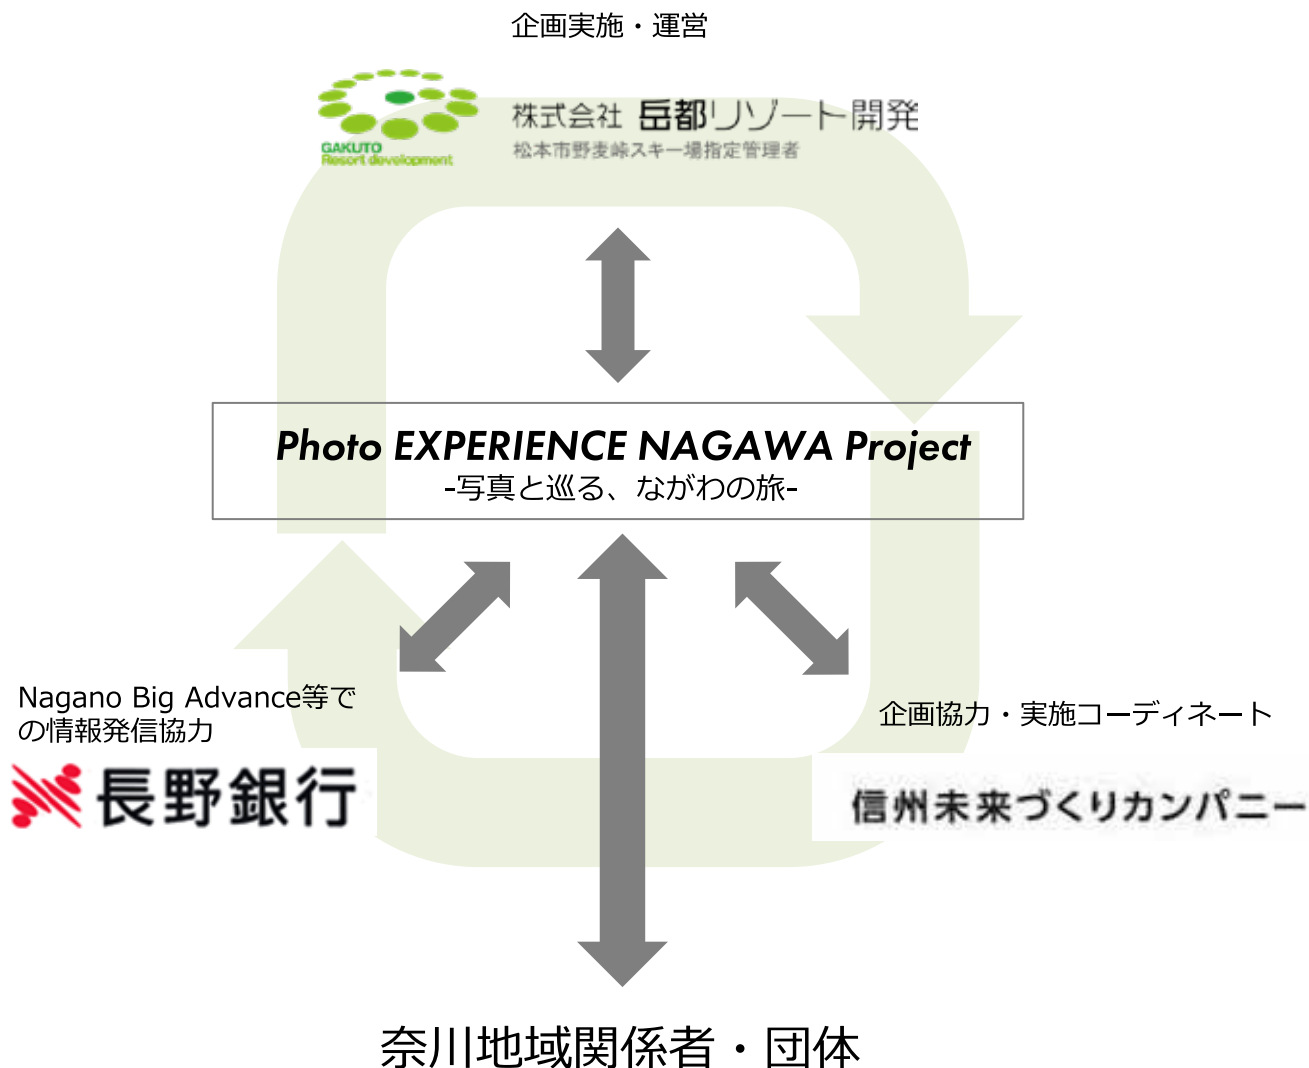 企画実施・運営
GAKUTO
Resort development
株式会社 岳都リゾート開発
松本市野麦峠スキー場指定管理者
Photo EXPERIENCE NAGAWA Project
-写真と巡る、ながわの旅-
Nagano Big Advance等で
の情報発信協力
長野銀行
企画協力・実施コーディネート
信州未来づくりカンパニー
奈川地域関係者・団体